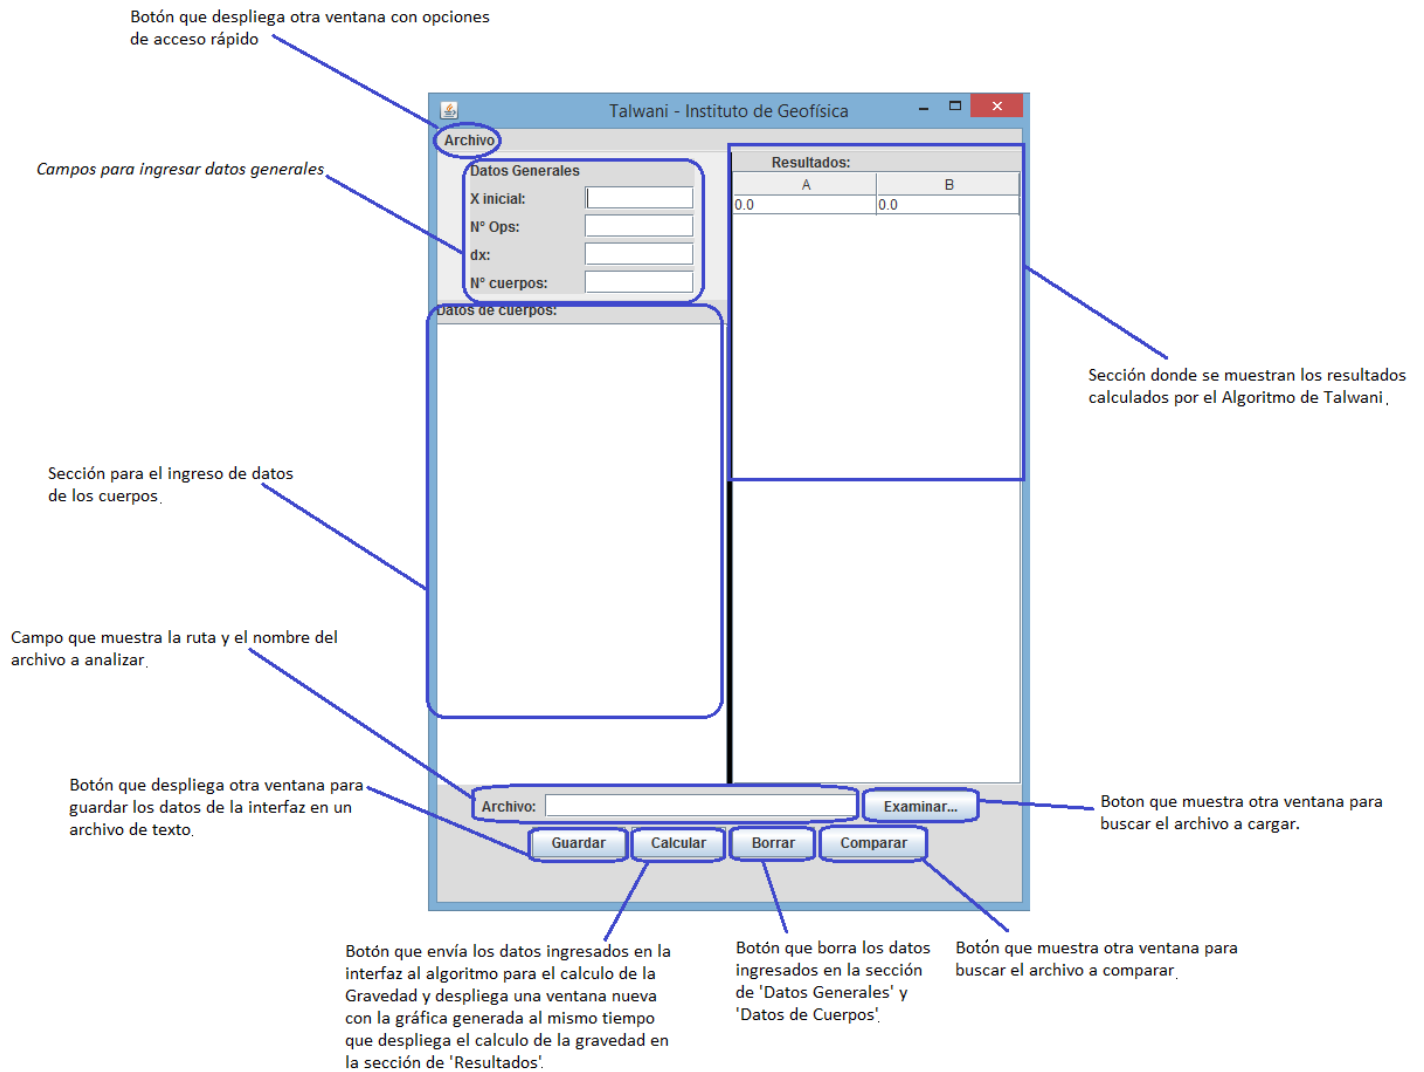 Botón que despliega otra ventana con opciones
de acceso rápido
Talwani - Instituto de Geofísica
Archivo
Campos para ingresar datos generales
Datos Generales
X inicial:
N° Ops:
dx:
N° cuerpos:
Resultados:
A B
0.0 0.0
Datos de cuerpos:
Sección donde se muestran los resultados
calculados por el Algoritmo de Talwani.
Sección para el ingreso de datos
de los cuerpos.
Campo que muestra la ruta y el nombre del
archivo a analizar.
Botón que despliega otra ventana para
guardar los datos de la interfaz en un
archivo de texto.
Archivo:
Examinar...
Boton que muestra otra ventana para
buscar el archivo a cargar.
Guardar Calcular Borrar Comparar
Botón que envía los datos ingresados en la
interfaz al algoritmo para el calculo de la
Gravedad y despliega una ventana nueva
con la gráfica generada al mismo tiempo
que despliega el calculo de la gravedad en
la sección de 'Resultados'.
Botón que borra los datos
ingresados en la sección
de 'Datos Generales' y
'Datos de Cuerpos'.
Botón que muestra otra ventana para
buscar el archivo a comparar.